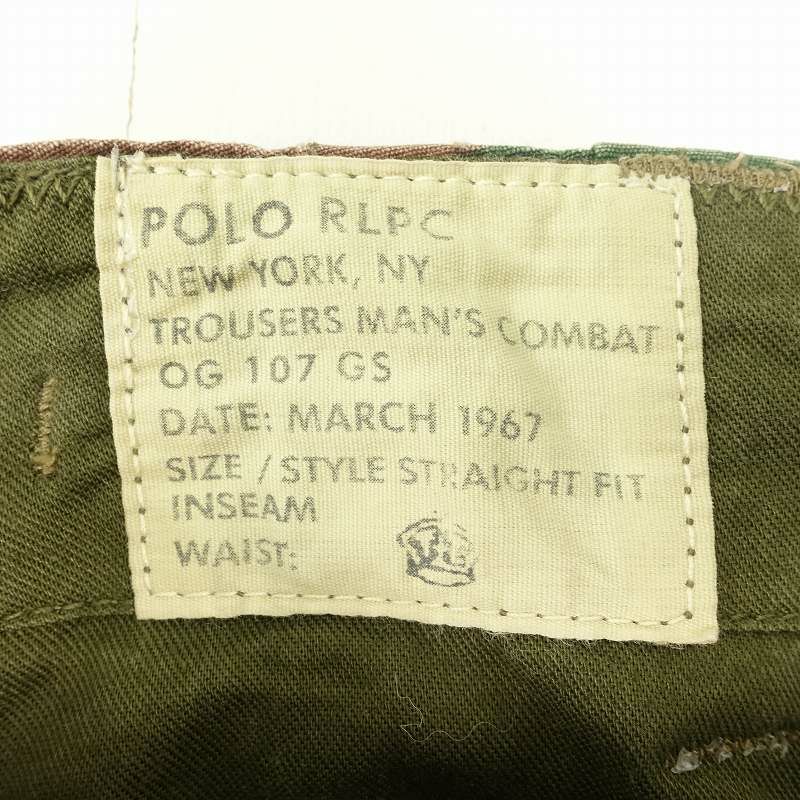 POLO RLPC
NEW YORK, NY
TROUSERS MAN'S COMBAT
OG 107 GS
DATE: MARCH 1967
SIZE / STYLE STRAIGHT FIT
INSEAM
WAIST: